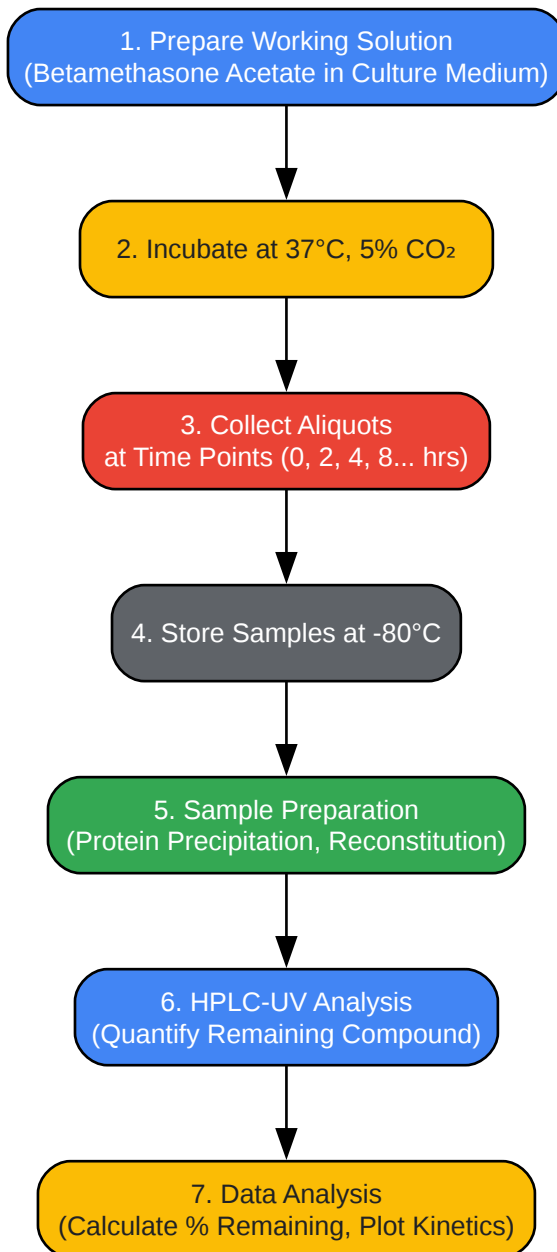 1. Prepare Working Solution
(Betamethasone Acetate in Culture Medium)
2. Incubate at 37°C, 5% CO₂
3. Collect Aliquots
at Time Points (0, 2, 4, 8... hrs)
4. Store Samples at -80°C
5. Sample Preparation
(Protein Precipitation, Reconstitution)
6. HPLC-UV Analysis
(Quantify Remaining Compound)
7. Data Analysis
(Calculate % Remaining, Plot Kinetics)